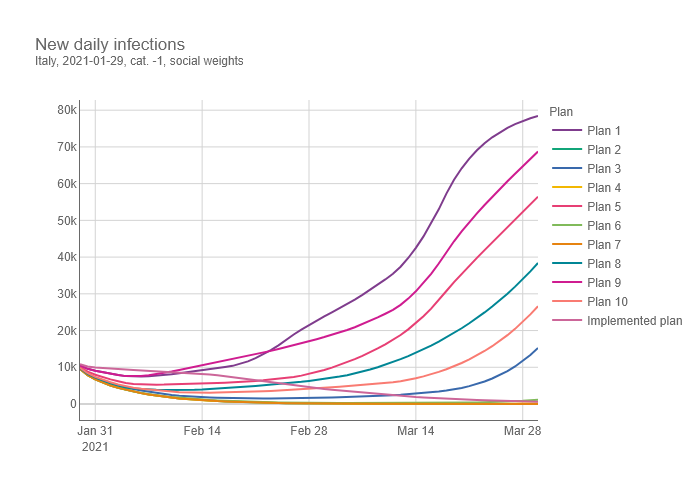 New daily infections
Italy, 2021-01-29, cat. -1, social weights
80k
70k
60k
50k
40k
30k
20k
10k
0
Jan 31
2021
Feb 14
Feb 28
Mar 14
Mar 28
Plan
Plan 1
Plan 2
Plan 3
Plan 4
Plan 5
Plan 6
Plan 7
Plan 8
Plan 9
Plan 10
Implemented plan